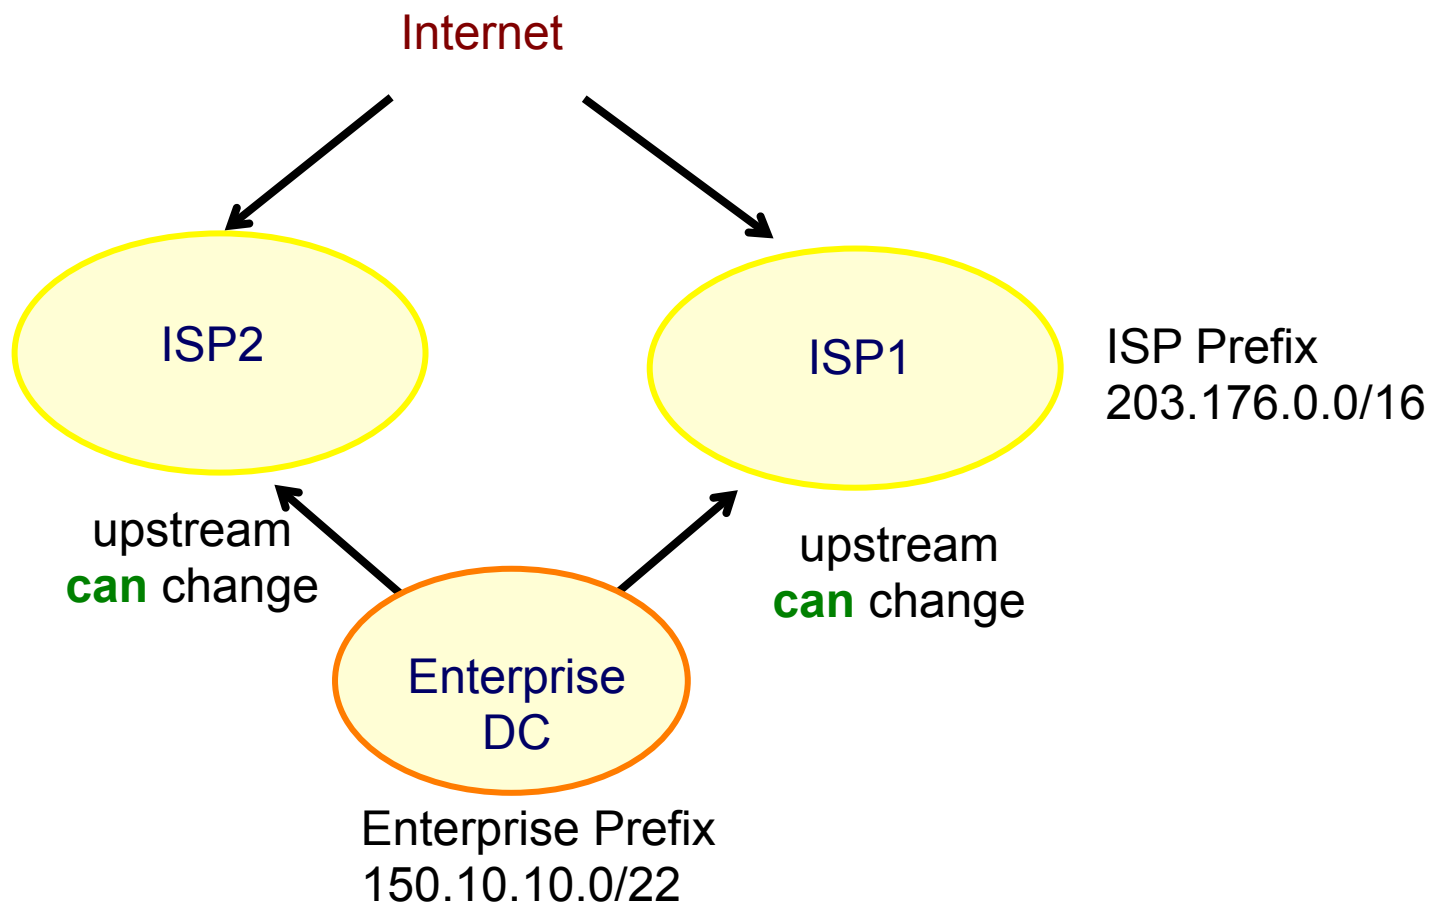 Internet
ISP2
ISP1
ISP Prefix
203.176.0.0/16
upstream
can change
upstream
can change
Enterprise
DC
Enterprise Prefix
150.10.10.0/22